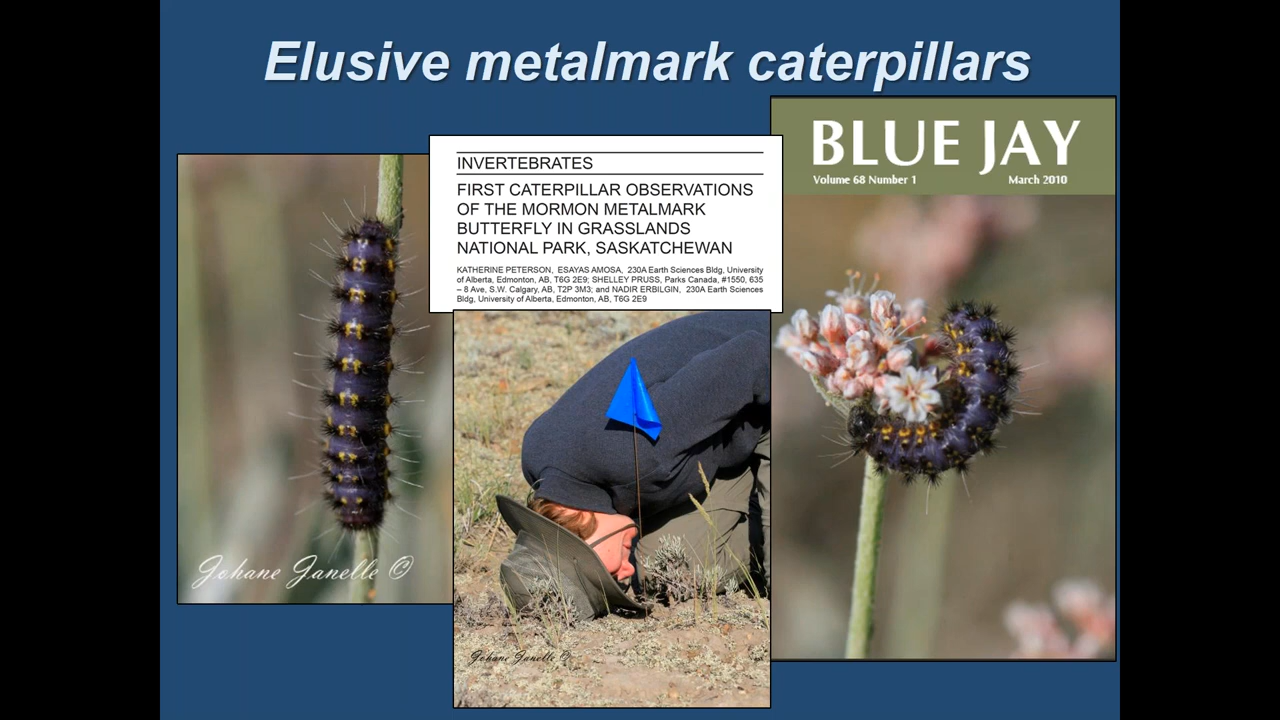 Elusive metalmark caterpillars
INVERTEBRATES
FIRST CATERPILLAR OBSERVATIONS
OF THE MORMON METALMARK
BUTTERFLY IN GRASSLANDS
NATIONAL PARK, SASKATCHEWAN
KATHERINE PETERSON, ESAYAS AMOSA, 230A Earth Sciences Bldg, University
of Alberta, Edmonton, AB, T6G 2E9; SHELLEY PRUSS, Parks Canada, #1550, 635
– 8 Ave, S.W. Calgary, AB, T2P 3M3; and NADIR ERBILGIN, 230A Earth Sciences
Bldg, University of Alberta, Edmonton, AB, T6G 2E9
BLUE JAY
Volume 68 Number 1 March 2010
Johane Janelle ©
Johane Janelle ©